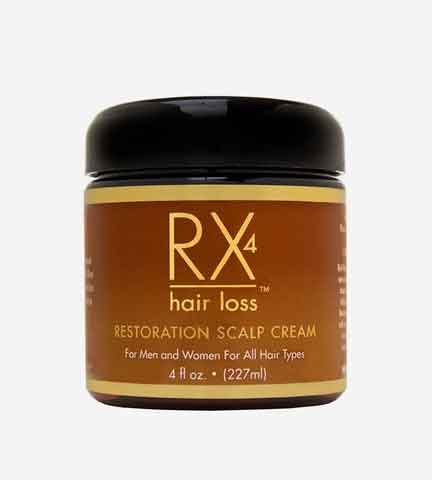 RX4
hair loss™
RESTORATION SCALP CREAM
For Men and Women For All Hair Types
4 fl oz. • (227ml)